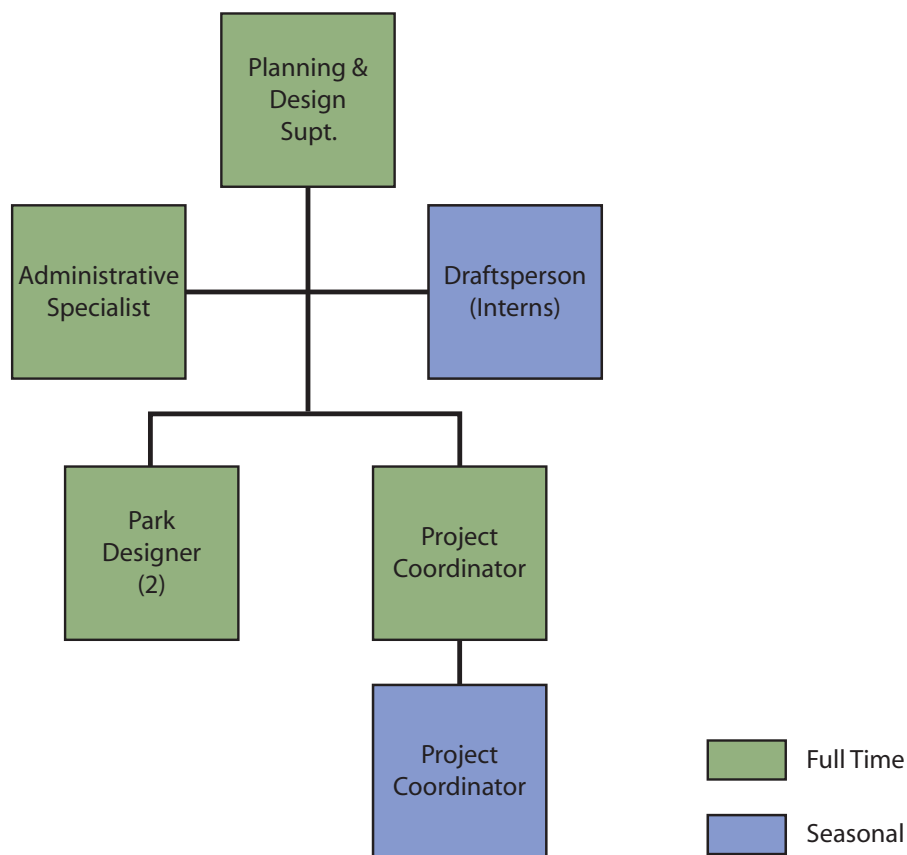 Planning &
Design
Supt.
Administrative
Specialist
Draftsperson
(Interns)
Park
Designer
(2)
Project
Coordinator
Project
Coordinator
Full Time
Seasonal